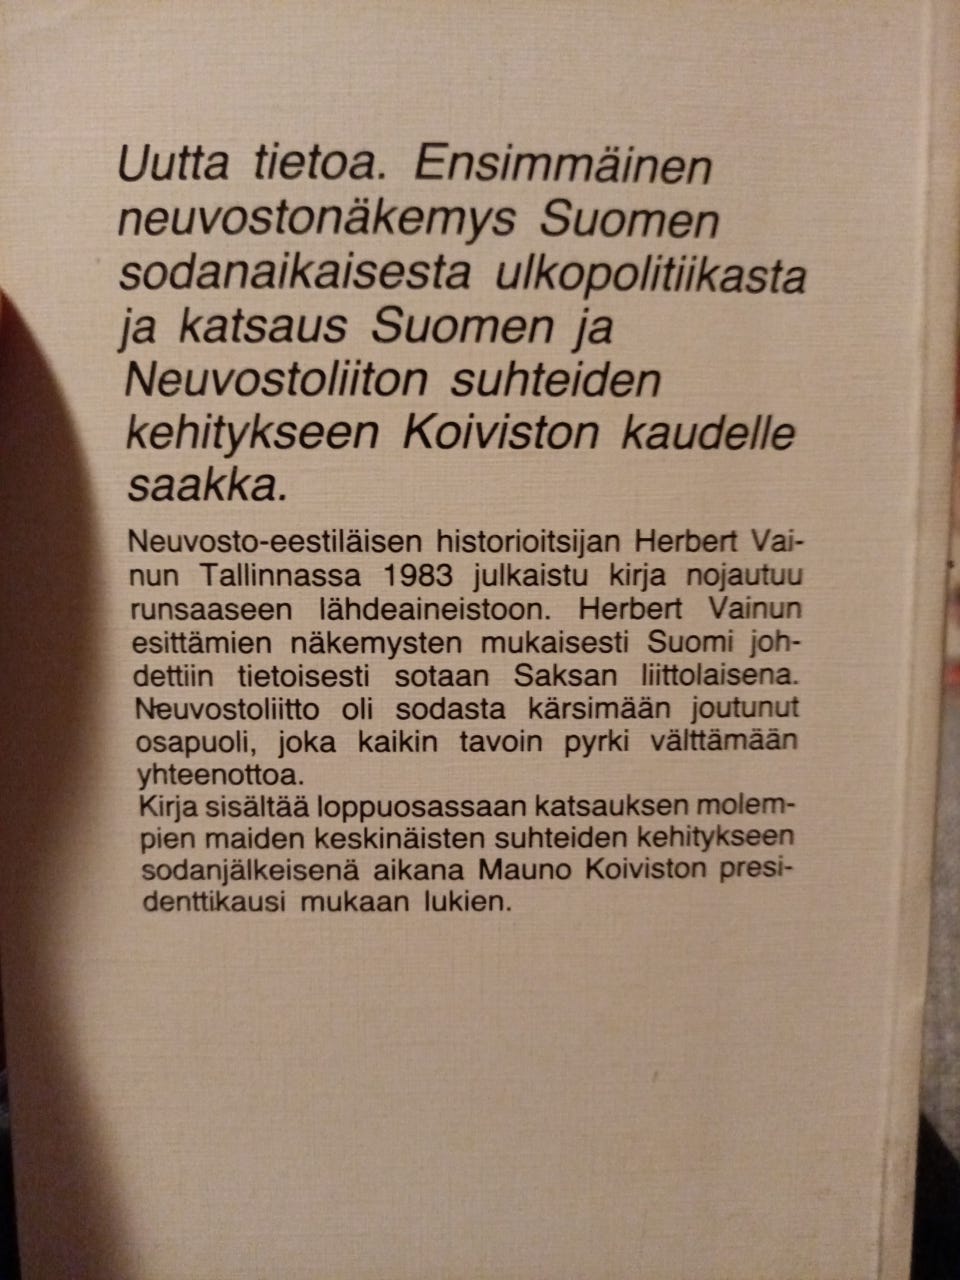 Uutta tietoa. Ensimmäinen
neuvostonäkemys Suomen
sodanaikaisesta ulkopolitiikasta
ja katsaus Suomen ja
Neuvostoliiton suhteiden
kehitykseen Koiviston kaudelle
saakka.
Neuvosto-eestiläisen historioitsijan Herbert Vai-
nun Tallinnassa 1983 julkaistu kirja nojautuu
runsaaseen lähdeaineistoon. Herbert Vainun
esittämien näkemysten mukaisesti Suomi joh-
dettiin tietoisesti sotaan Saksan liittolaisena.
Neuvostoliitto oli sodasta kärsimään joutunut
osapuoli, joka kaikin tavoin pyrki välttämään
yhteenottoa.
Kirja sisältää loppuosassaan katsauksen molem-
pien maiden keskinäisten suhteiden kehitykseen
sodanjälkeisenä aikana Mauno Koiviston presi-
denttikausi mukaan lukien.